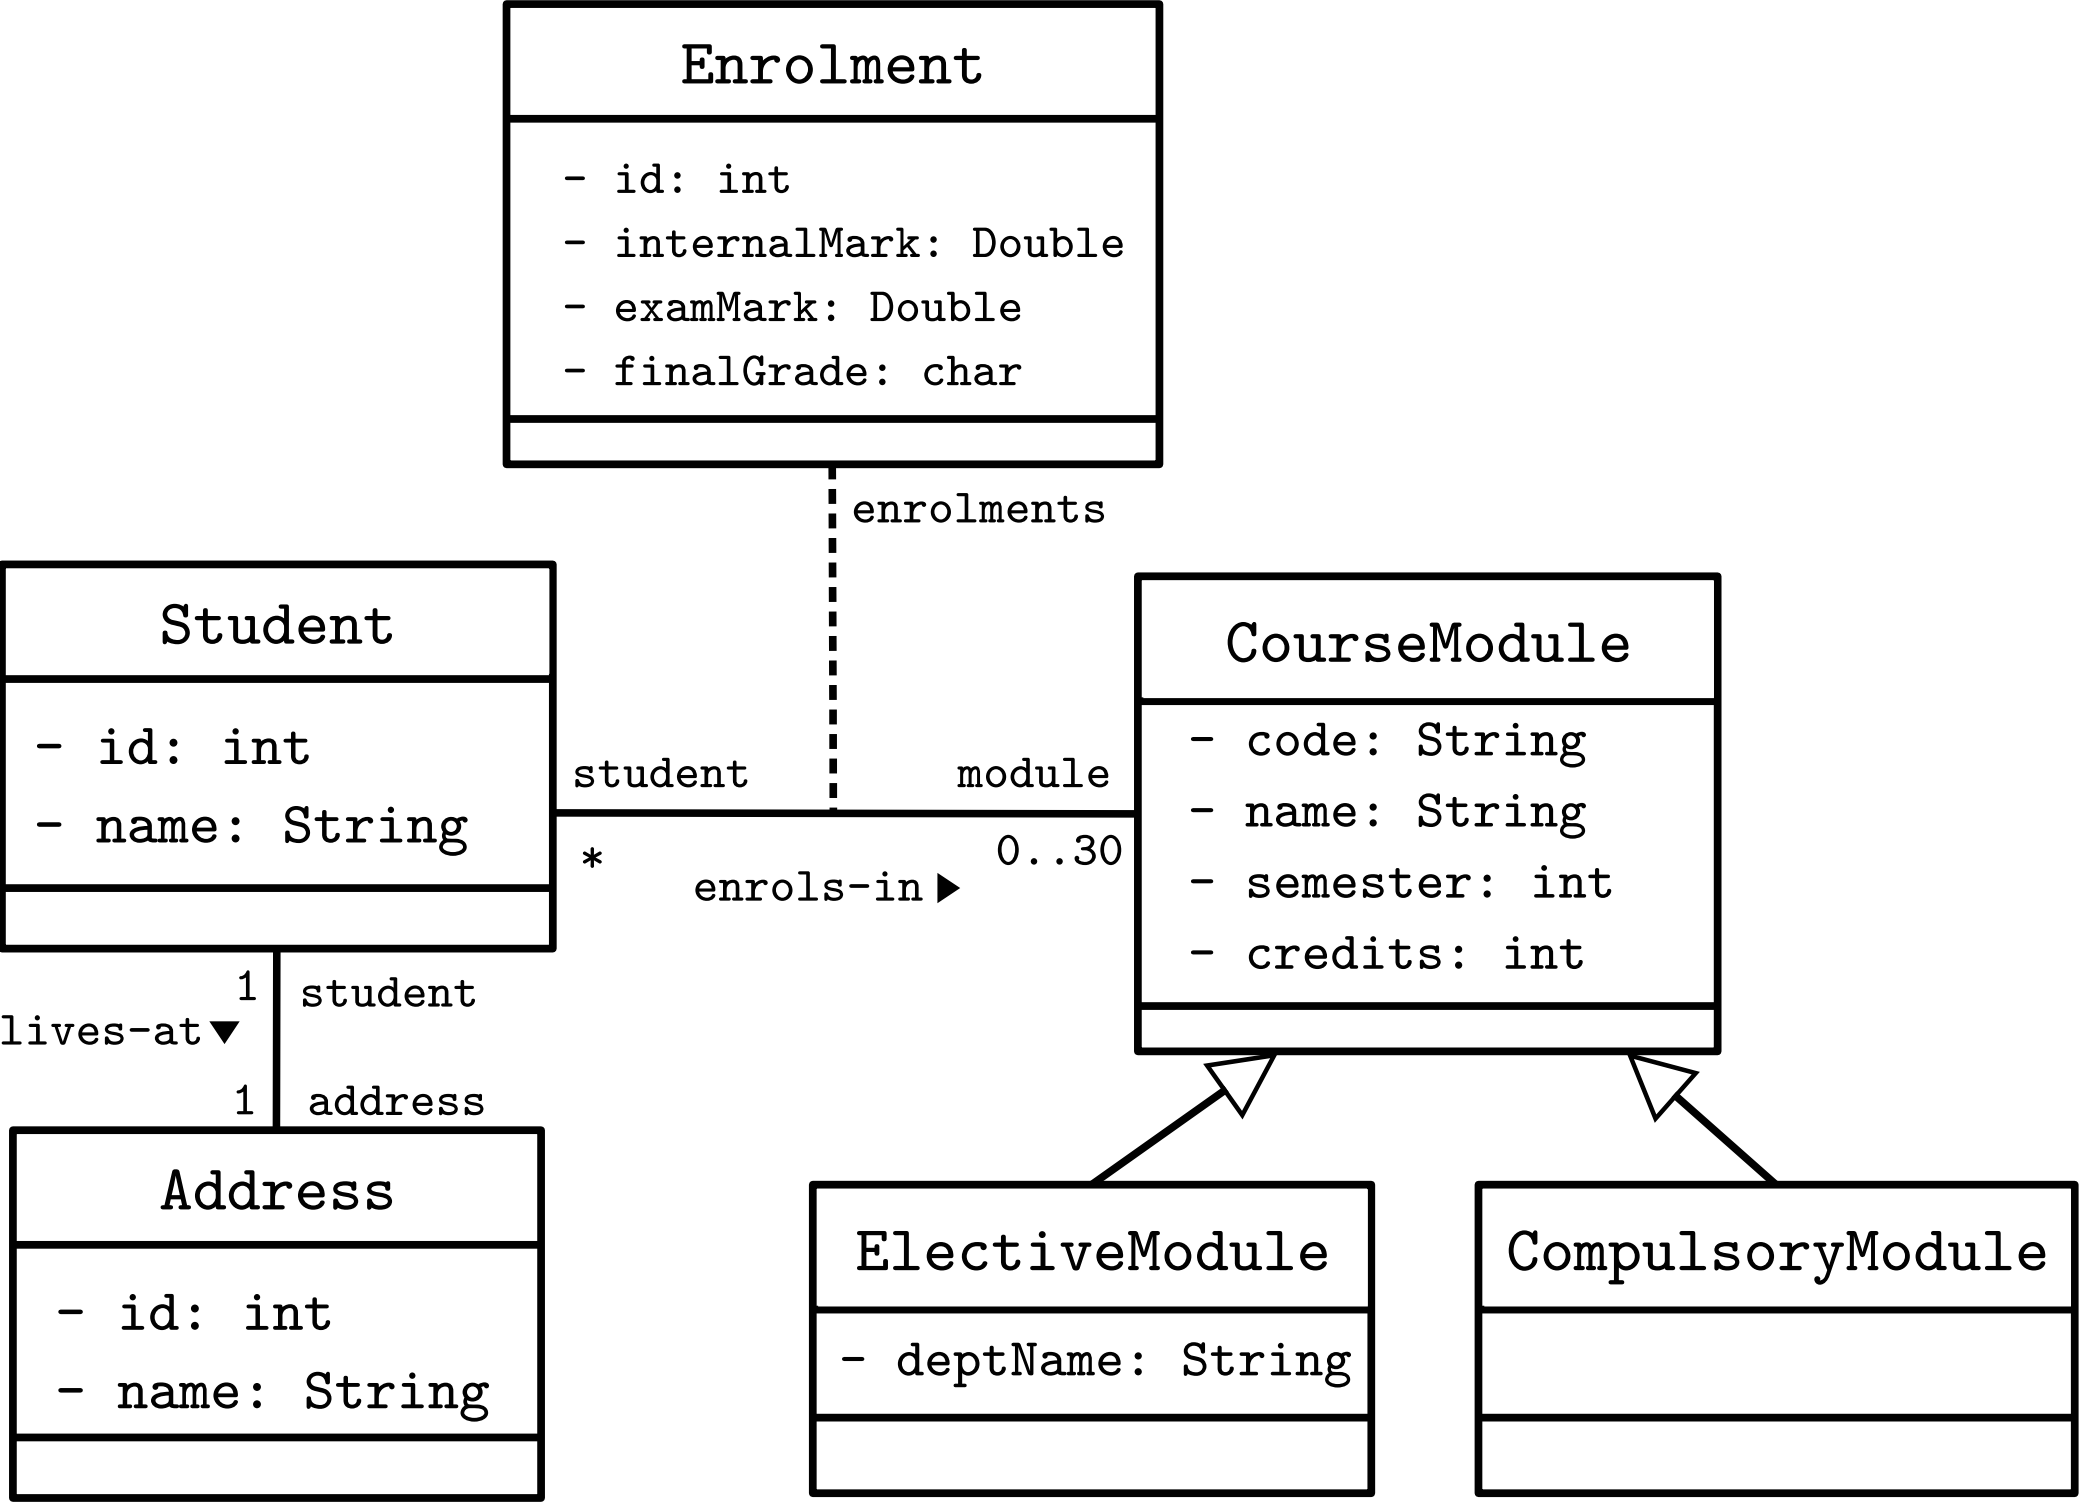 Enrolment
- id: int
- internalMark: Double
- examMark: Double
- finalGrade: char
enrolments
Student
- id: int
- name: String
student
module
*
0..30
enrols-in
CourseModule
- code: String
- name: String
- semester: int
- credits: int
1
student
lives-at
1
address
Address
- id: int
- name: String
ElectiveModule
- deptName: String
CompulsoryModule